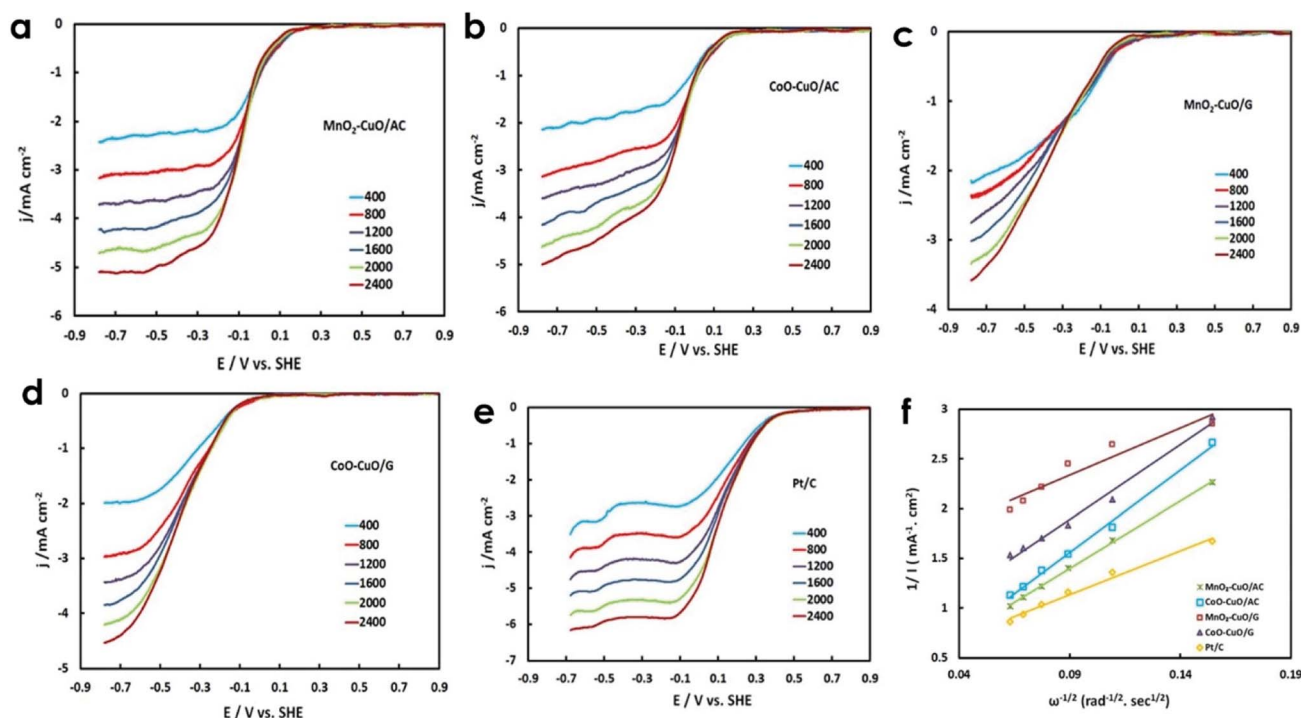 a
0
-1
-2
-3
-4
-5
-6
j/mA cm⁻²
MnO₂-CuO/AC
400
800
1200
1600
2000
2400
-0.9 -0.7 -0.5 -0.3 -0.1 0.1 0.3 0.5 0.7 0.9
E / V vs. SHE
b
0
-1
-2
-3
-4
-5
-6
j/mA cm⁻²
CoO-CuO/AC
400
800
1200
1600
2000
2400
-0.9 -0.7 -0.5 -0.3 -0.1 0.1 0.3 0.5 0.7 0.9
E / V vs. SHE
c
0
-1
-2
-3
-4
j/mA cm⁻²
MnO₂-CuO/G
400
800
1200
1600
2000
2400
-0.9 -0.7 -0.5 -0.3 -0.1 0.1 0.3 0.5 0.7 0.9
E / V vs. SHE
d
0
-1
-2
-3
-4
-5
j /mA cm⁻²
CoO-CuO/G
400
800
1200
1600
2000
2400
-0.9 -0.7 -0.5 -0.3 -0.1 0.1 0.3 0.5 0.7 0.9
E / V vs. SHE
e
0
-1
-2
-3
-4
-5
-6
-7
j/mA cm⁻²
Pt/C
400
800
1200
1600
2000
2400
-0.9 -0.7 -0.5 -0.3 -0.1 0.1 0.3 0.5 0.7 0.9
E / V vs. SHE
f
3
2.5
2
1.5
1
0.5
1/ I ( mA⁻¹. cm²)
MnO₂-CuO/AC
CoO-CuO/AC
MnO₂-CuO/G
CoO-CuO/G
Pt/C
0.04 0.09 0.14 0.19
ω⁻¹/² (rad⁻¹/². sec¹/²)